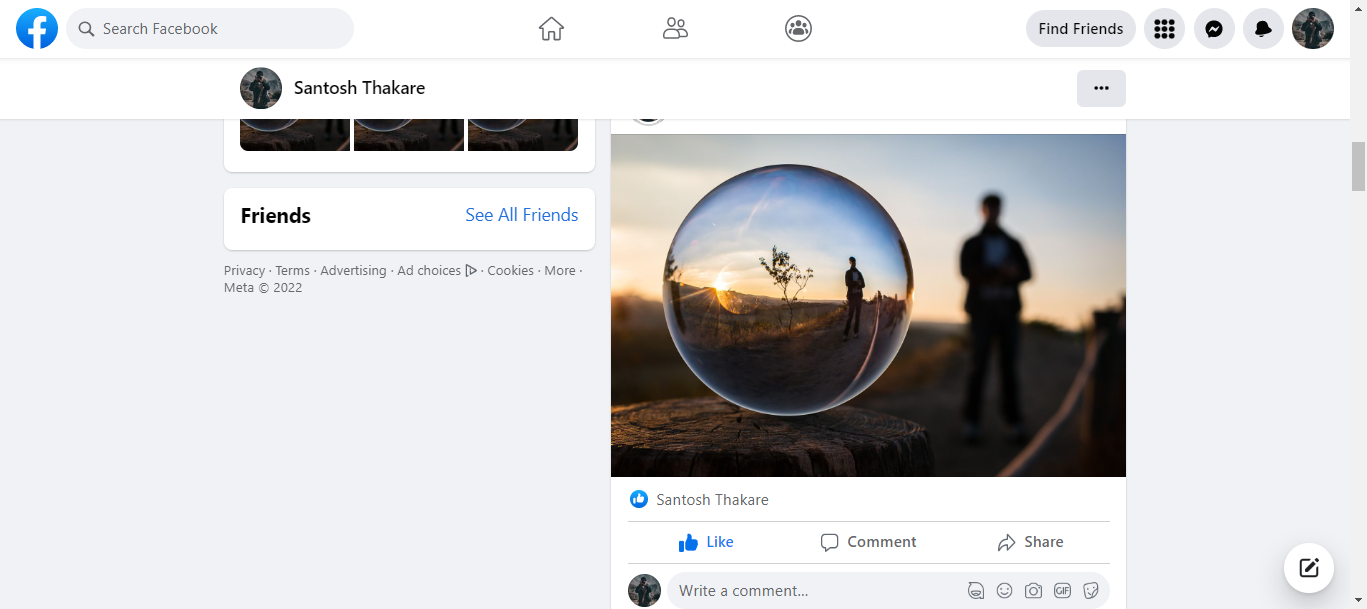 Search Facebook
Find Friends
Santosh Thakare
Friends
See All Friends
Privacy · Terms · Advertising · Ad choices · Cookies · More ·
Meta © 2022
Santosh Thakare
Like
Comment
Share
Write a comment...
GIF